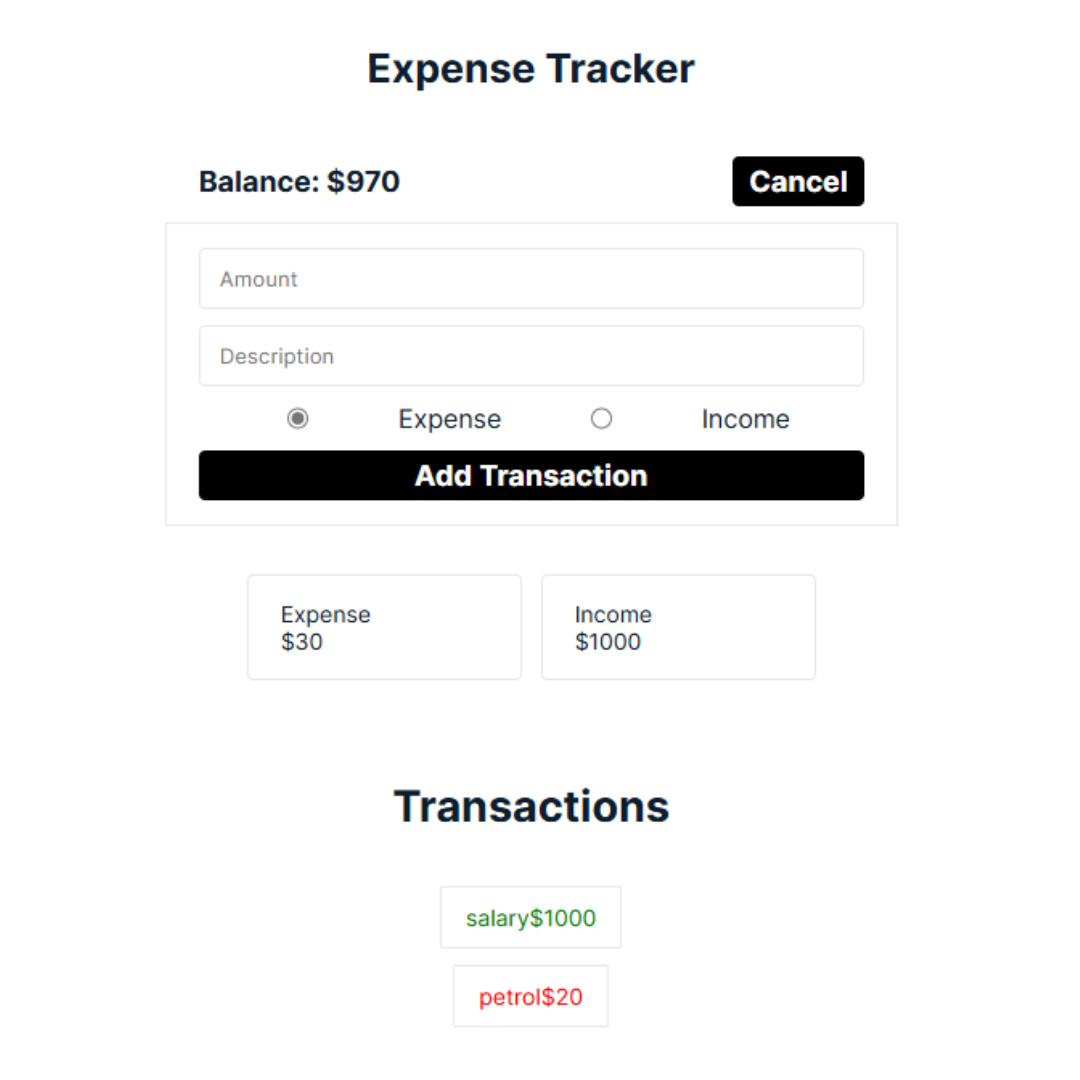 Expense Tracker
Balance: $970 Cancel
Amount
Description
Expense Income
Add Transaction
Expense Income
$30 $1000
Transactions
salary$1000
petrol$20